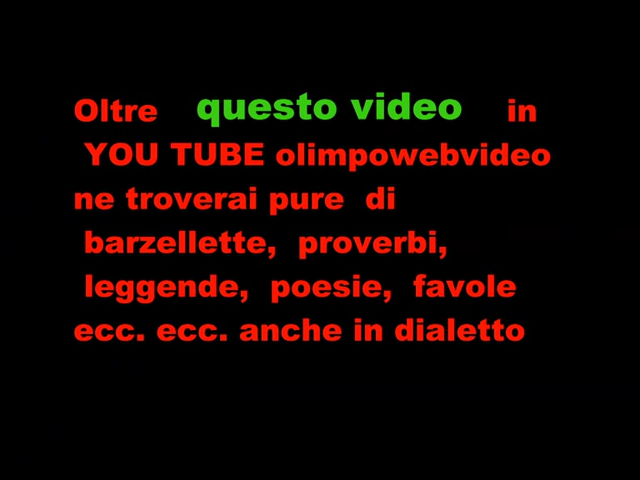 Oltre questo video in
YOU TUBE olimpowebvideo
ne troverai pure di
barzellette, proverbi,
leggende, poesie, favole
ecc. ecc. anche in dialetto